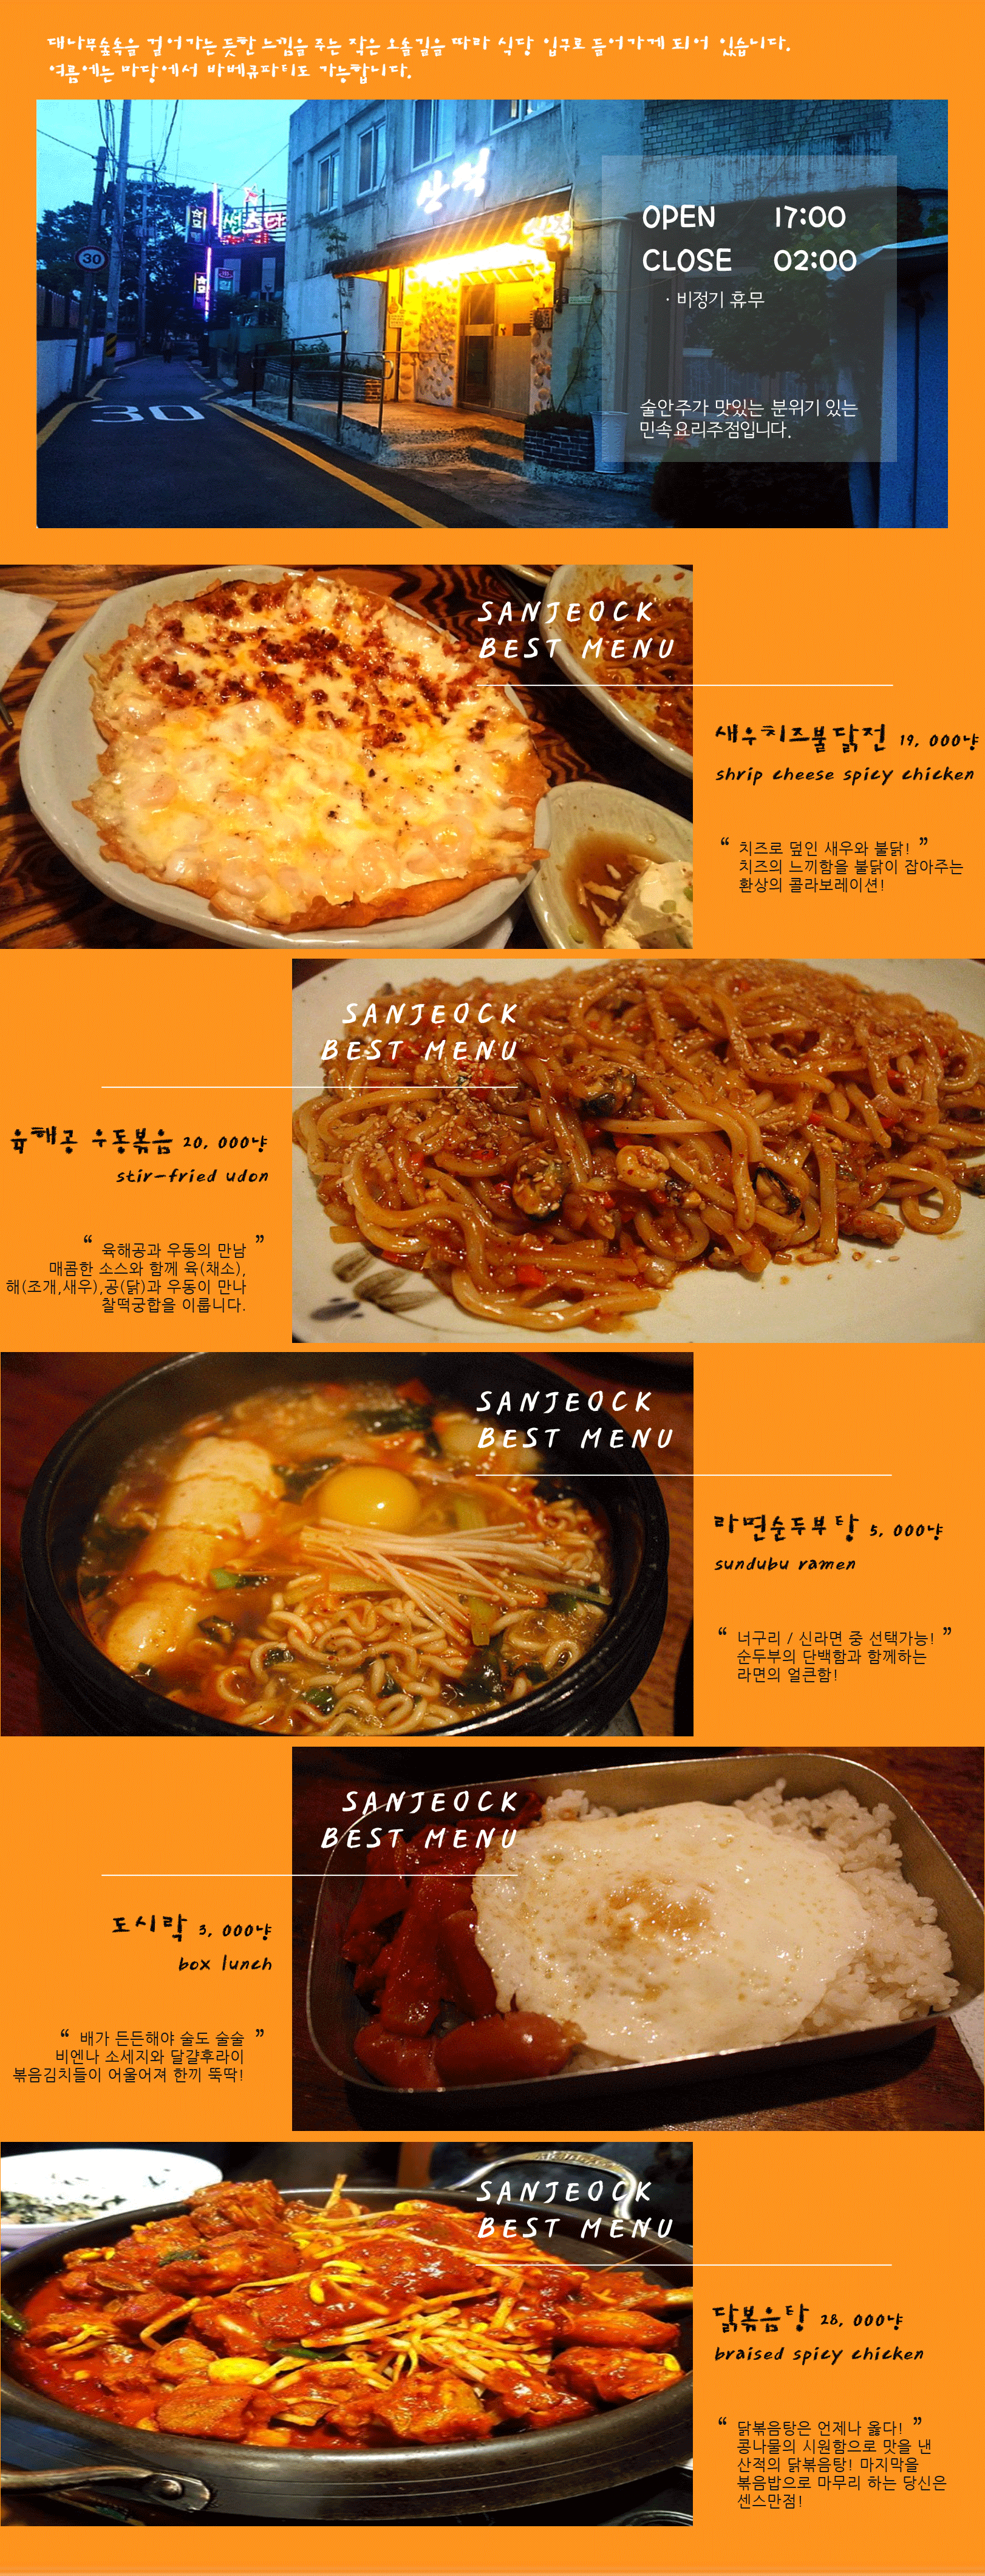 대나무숲속을 걸어가는 듯한 느낌을 주는 작은 오솔길을 따라 식당 입구로 들어가게 되어 있습니다.
여름에는 마당에서 바베큐파티도 가능합니다.
산적
썬스타
30
30
OPEN 17:00
CLOSE 02:00
· 비정기 휴무
술안주가 맛있는 분위기 있는
민속요리주점입니다.
SANJEOCK
BEST MENU
새우치즈불닭전 19, 000냥
shrip cheese spicy chicken
“ 치즈로 덮인 새우와 불닭! ”
치즈의 느끼함을 불닭이 잡아주는
환상의 콜라보레이션!
SANJEOCK
BEST MENU
육해공 우동볶음 20, 000냥
stir-fried udon
“ 육해공과 우동의 만남 ”
매콤한 소스와 함께 육(채소),
해(조개,새우),공(닭)과 우동이 만나
찰떡궁합을 이룹니다.
SANJEOCK
BEST MENU
라면순두부탕 5, 000냥
sundubu ramen
“ 너구리 / 신라면 중 선택가능! ”
순두부의 단백함과 함께하는
라면의 얼큰함!
SANJEOCK
BEST MENU
도시락 3, 000냥
box lunch
“ 배가 든든해야 술도 술술 ”
비엔나 소세지와 달걀후라이
볶음김치들이 어울어져 한끼 뚝딱!
SANJEOCK
BEST MENU
닭볶음탕 28, 000냥
braised spicy chicken
“ 닭볶음탕은 언제나 옳다! ”
콩나물의 시원함으로 맛을 낸
산적의 닭볶음탕! 마지막을
볶음밥으로 마무리 하는 당신은
센스만점!